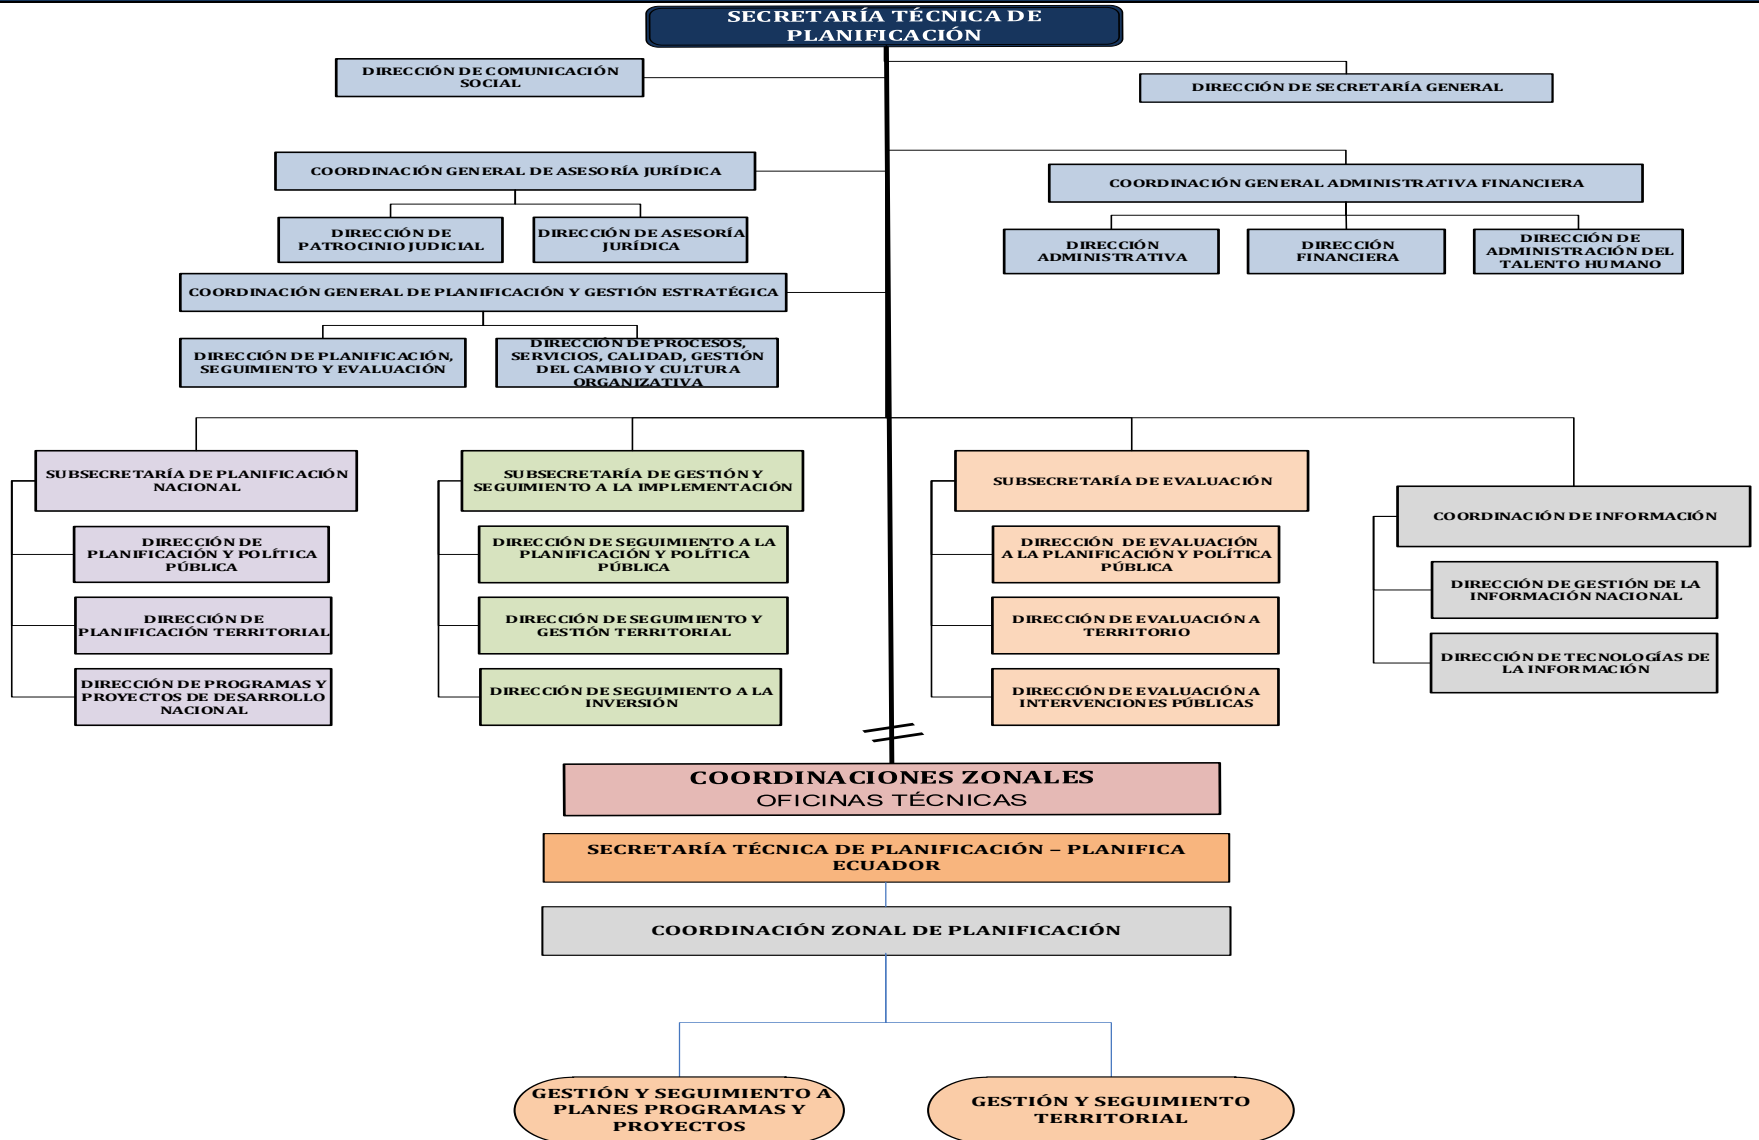 SECRETARÍA TÉCNICA DE
PLANIFICACIÓN
DIRECCIÓN DE COMUNICACIÓN
SOCIAL
DIRECCIÓN DE SECRETARÍA GENERAL
COORDINACIÓN GENERAL DE ASESORÍA JURÍDICA
COORDINACIÓN GENERAL ADMINISTRATIVA FINANCIERA
DIRECCIÓN DE
PATROCINIO JUDICIAL
DIRECCIÓN DE ASESORÍA
JURÍDICA
DIRECCIÓN
ADMINISTRATIVA
DIRECCIÓN
FINANCIERA
DIRECCIÓN DE
ADMINISTRACIÓN DEL
TALENTO HUMANO
COORDINACIÓN GENERAL DE PLANIFICACIÓN Y GESTIÓN ESTRATÉGICA
DIRECCIÓN DE PLANIFICACIÓN,
SEGUIMIENTO Y EVALUACIÓN
DIRECCIÓN DE PROCESOS,
SERVICIOS, CALIDAD, GESTIÓN
DEL CAMBIO Y CULTURA
ORGANIZATIVA
SUBSECRETARÍA DE PLANIFICACIÓN
NACIONAL
DIRECCIÓN DE
PLANIFICACIÓN Y POLÍTICA
PÚBLICA
DIRECCIÓN DE
PLANIFICACIÓN TERRITORIAL
DIRECCIÓN DE PROGRAMAS Y
PROYECTOS DE DESARROLLO
NACIONAL
SUBSECRETARÍA DE GESTIÓN Y
SEGUIMIENTO A LA IMPLEMENTACIÓN
DIRECCIÓN DE SEGUIMIENTO A LA
PLANIFICACIÓN Y POLÍTICA
PÚBLICA
DIRECCIÓN DE SEGUIMIENTO Y
GESTIÓN TERRITORIAL
DIRECCIÓN DE SEGUIMIENTO A LA
INVERSIÓN
SUBSECRETARÍA DE EVALUACIÓN
DIRECCIÓN DE EVALUACIÓN
A LA PLANIFICACIÓN Y POLÍTICA
PÚBLICA
DIRECCIÓN DE EVALUACIÓN A
TERRITORIO
DIRECCIÓN DE EVALUACIÓN A
INTERVENCIONES PÚBLICAS
COORDINACIÓN DE INFORMACIÓN
DIRECCIÓN DE GESTIÓN DE LA
INFORMACIÓN NACIONAL
DIRECCIÓN DE TECNOLOGÍAS DE
LA INFORMACIÓN
COORDINACIONES ZONALES
OFICINAS TÉCNICAS
SECRETARÍA TÉCNICA DE PLANIFICACIÓN – PLANIFICA
ECUADOR
COORDINACIÓN ZONAL DE PLANIFICACIÓN
GESTIÓN Y SEGUIMIENTO A
PLANES PROGRAMAS Y
PROYECTOS
GESTIÓN Y SEGUIMIENTO
TERRITORIAL